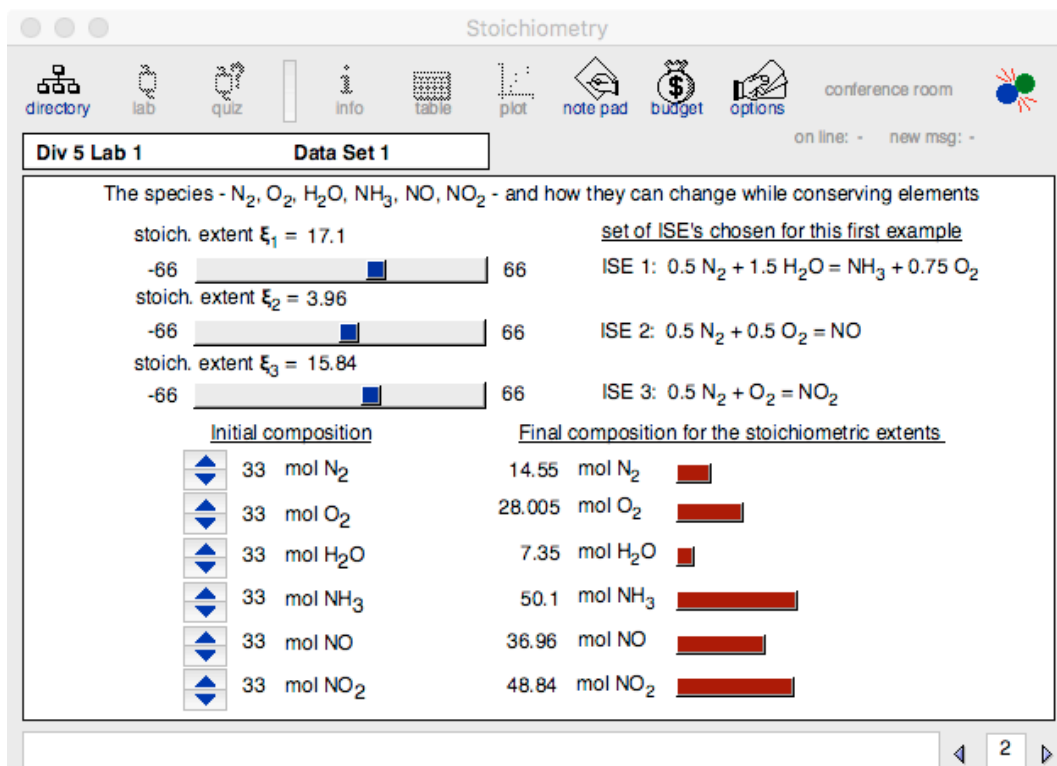 Stoichiometry
directory lab quiz info table plot note pad budget options conference room
on line: - new msg: -
Div 5 Lab 1 Data Set 1
The species - N₂, O₂, H₂O, NH₃, NO, NO₂ - and how they can change while conserving elements
stoich. extent ξ₁ = 17.1 set of ISE's chosen for this first example
-66 66 ISE 1: 0.5 N₂ + 1.5 H₂O = NH₃ + 0.75 O₂
stoich. extent ξ₂ = 3.96
-66 66 ISE 2: 0.5 N₂ + 0.5 O₂ = NO
stoich. extent ξ₃ = 15.84
-66 66 ISE 3: 0.5 N₂ + O₂ = NO₂
Initial composition Final composition for the stoichiometric extents
33 mol N₂ 14.55 mol N₂
33 mol O₂ 28.005 mol O₂
33 mol H₂O 7.35 mol H₂O
33 mol NH₃ 50.1 mol NH₃
33 mol NO 36.96 mol NO
33 mol NO₂ 48.84 mol NO₂
2